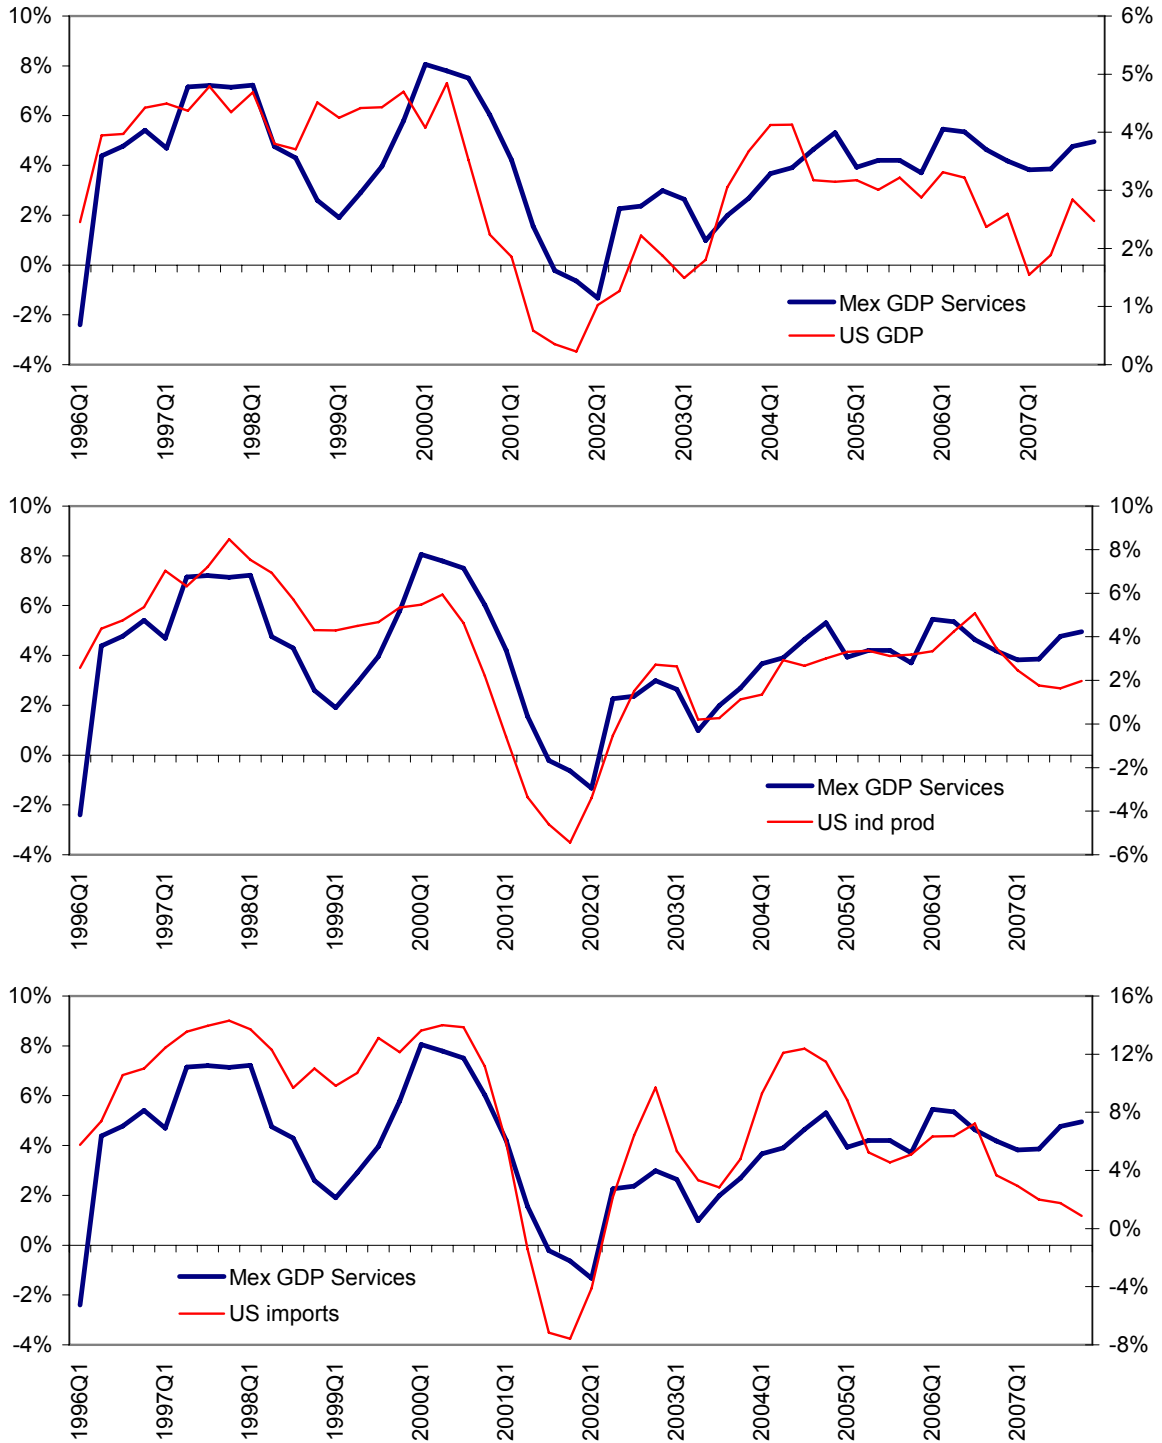 10%
8%
6%
4%
2%
0%
-2%
-4%
6%
5%
4%
3%
2%
1%
0%
Mex GDP Services
US GDP
1996Q1
1997Q1
1998Q1
1999Q1
2000Q1
2001Q1
2002Q1
2003Q1
2004Q1
2005Q1
2006Q1
2007Q1
10%
8%
6%
4%
2%
0%
-2%
-4%
10%
8%
6%
4%
2%
0%
-2%
-4%
-6%
Mex GDP Services
US ind prod
1996Q1
1997Q1
1998Q1
1999Q1
2000Q1
2001Q1
2002Q1
2003Q1
2004Q1
2005Q1
2006Q1
2007Q1
10%
8%
6%
4%
2%
0%
-2%
-4%
16%
12%
8%
4%
0%
-4%
-8%
Mex GDP Services
US imports
1996Q1
1997Q1
1998Q1
1999Q1
2000Q1
2001Q1
2002Q1
2003Q1
2004Q1
2005Q1
2006Q1
2007Q1